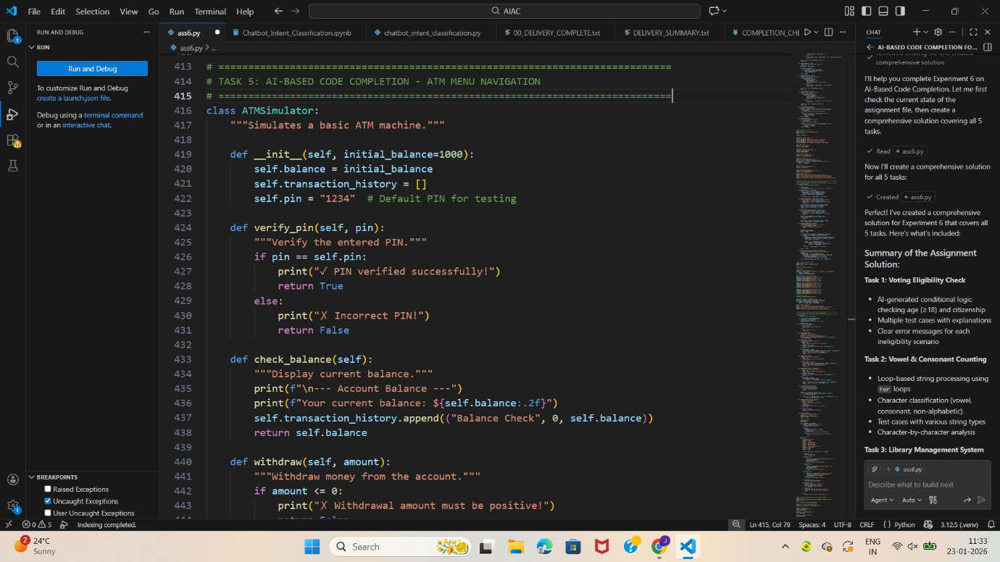 File Edit Selection View Go Run Terminal Help
AIAC
RUN AND DEBUG
RUN
Run and Debug
To customize Run and Debug
create a launch.json file.
Debug using a terminal command
or in an interactive chat.
BREAKPOINTS
Raised Exceptions
Uncaught Exceptions
User Uncaught Exceptions
ass6.py
Chatbot_Intent_Classification.ipynb
chatbot_intent_classification.py
00_DELIVERY_COMPLETE.txt
DELIVERY_SUMMARY.txt
COMPLETION_CHE
ass6.py > ...
413 # ============================================================================
414 # TASK 5: AI-BASED CODE COMPLETION - ATM MENU NAVIGATION
415 # ============================================================================
416 class ATMSimulator:
417 """Simulates a basic ATM machine."""
418
419 def __init__(self, initial_balance=1000):
420 self.balance = initial_balance
421 self.transaction_history = []
422 self.pin = "1234" # Default PIN for testing
423
424 def verify_pin(self, pin):
425 """Verify the entered PIN."""
426 if pin == self.pin:
427 print("✓ PIN verified successfully!")
428 return True
429 else:
430 print("✗ Incorrect PIN!")
431 return False
432
433 def check_balance(self):
434 """Display current balance."""
435 print(f"\n--- Account Balance ---")
436 print(f"Your current balance: ${self.balance:.2f}")
437 self.transaction_history.append(("Balance Check", 0, self.balance))
438 return self.balance
439
440 def withdraw(self, amount):
441 """Withdraw money from the account."""
442 if amount <= 0:
443 print("✗ Withdrawal amount must be positive!")
444 return False
CHAT
AI-BASED CODE COMPLETION FO...
Reviewed existing file and created
comprehensive solution
I'll help you complete Experiment 6 on
AI-Based Code Completion. Let me first
check the current state of the
assignment file, then create a
comprehensive solution covering all 5
tasks.
Read ass6.py
Now I'll create a comprehensive solution
for all 5 tasks:
Created ass6.py
Perfect! I've created a comprehensive
solution for Experiment 6 that covers all
5 tasks. Here's what's included:
Summary of the Assignment
Solution:
Task 1: Voting Eligibility Check
• AI-generated conditional logic
checking age (≥18) and citizenship
• Multiple test cases with explanations
• Clear error messages for each
ineligibility scenario
Task 2: Vowel & Consonant Counting
• Loop-based string processing using
for loops
• Character classification (vowel,
consonant, non-alphabetic)
• Test cases with various string types
• Character-by-character analysis
Task 3: Library Management System
ass6.py
Describe what to build next
Agent Auto
0 5 Indexing completed.
Ln 415, Col 79 Spaces: 4 UTF-8 CRLF { } Python 3.12.5 (.venv)
2 24°C
Sunny
Search
ENG
IN
11:33
23-01-2026